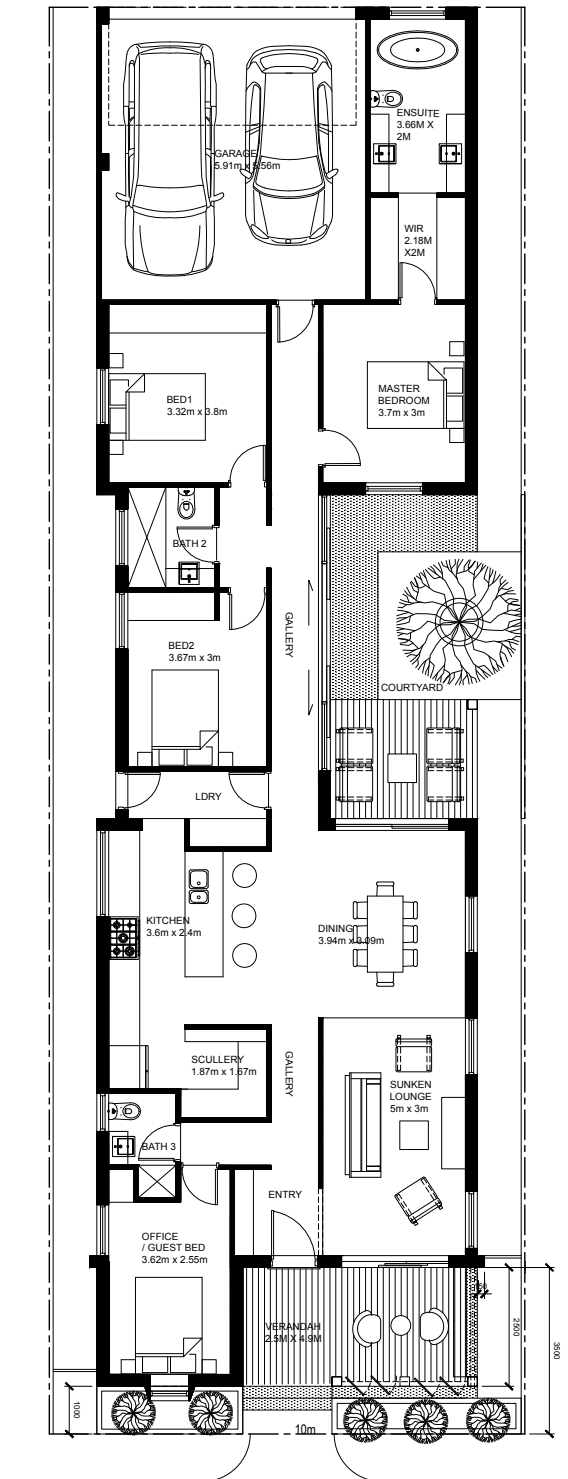 ENSUITE
3.66M X
2M
GARAGE
5.91m x 5.56m
WIR
2.18M
X2M
BED1
3.32m x 3.8m
MASTER
BEDROOM
3.7m x 3m
BATH 2
GALLERY
BED2
3.67m x 3m
COURTYARD
LDRY
KITCHEN
3.6m x 2.4m
DINING
3.94m x 3.09m
SCULLERY
1.87m x 1.67m
GALLERY
SUNKEN
LOUNGE
5m x 3m
BATH 3
ENTRY
OFFICE
/ GUEST BED
3.62m x 2.55m
VERANDAH
2.5M X 4.9M
2500
3500
1000
10m